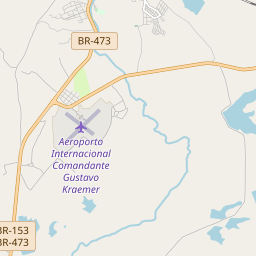 BR-473
Aeroporto
Internacional
Comandante
Gustavo
Kraemer
BR-153
BR-473